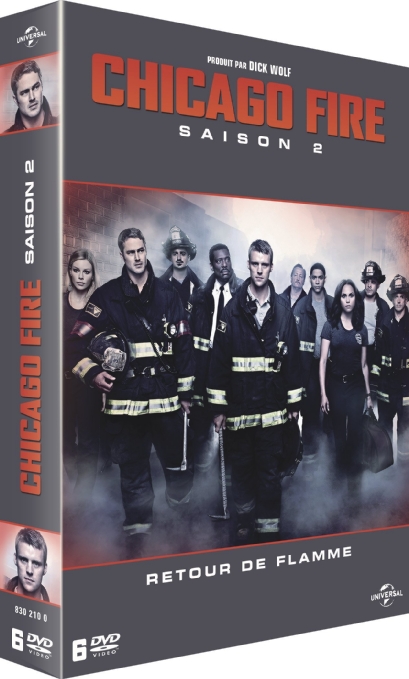 UNIVERSAL
SAISON 2
CHICAGO FIRE
830 210 0
6 DVD
VIDEO
PRODUIT PAR DICK WOLF
CHICAGO FIRE
SAISON 2
RETOUR DE FLAMME
UNIVERSAL
6 DVD
VIDEO